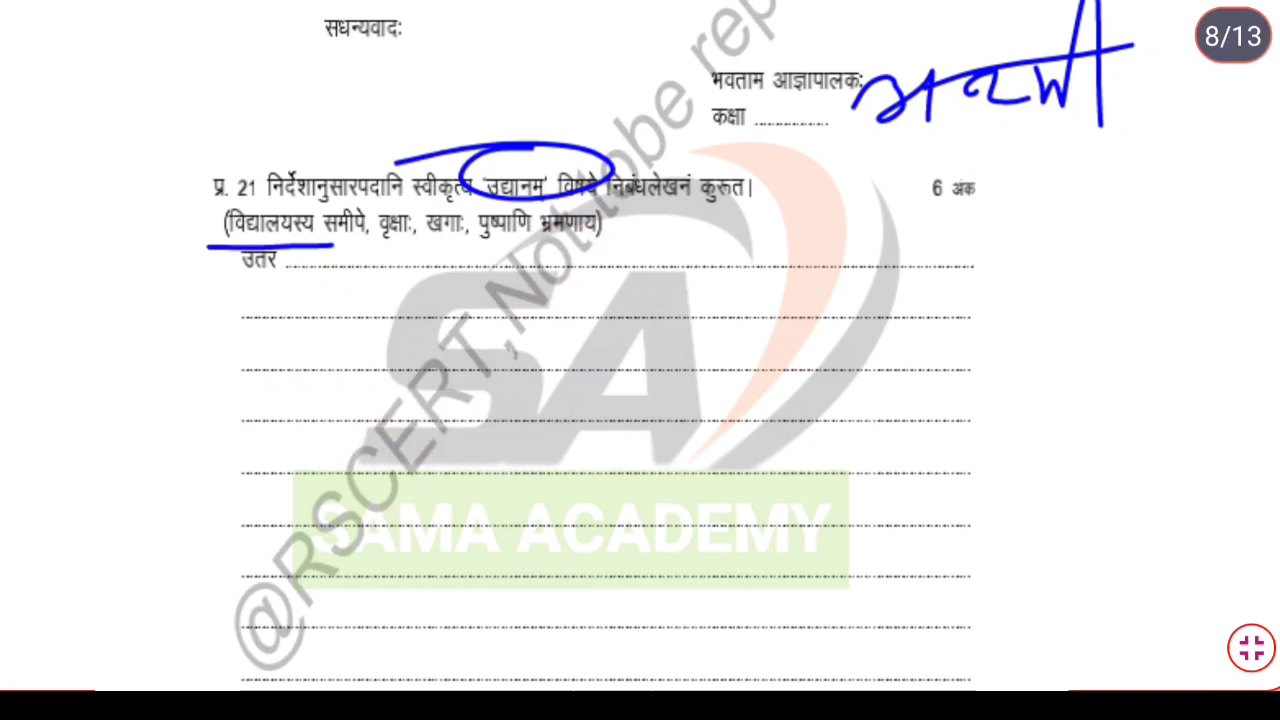 सधन्यवादः
8/13
भवताम आज्ञापालकः
कक्षा ..................
प्र. 21 निर्देशानुसारपदानि स्वीकृत्य 'उद्यानम्' विषये निबंधलेखनं कुरूत। 6 अंक
(विद्यालयस्य समीपे, वृक्षाः, खगाः, पुष्पाणि भ्रमणाय)
उतर
SA
SAMA ACADEMY
@RSCERT,Not to be rep